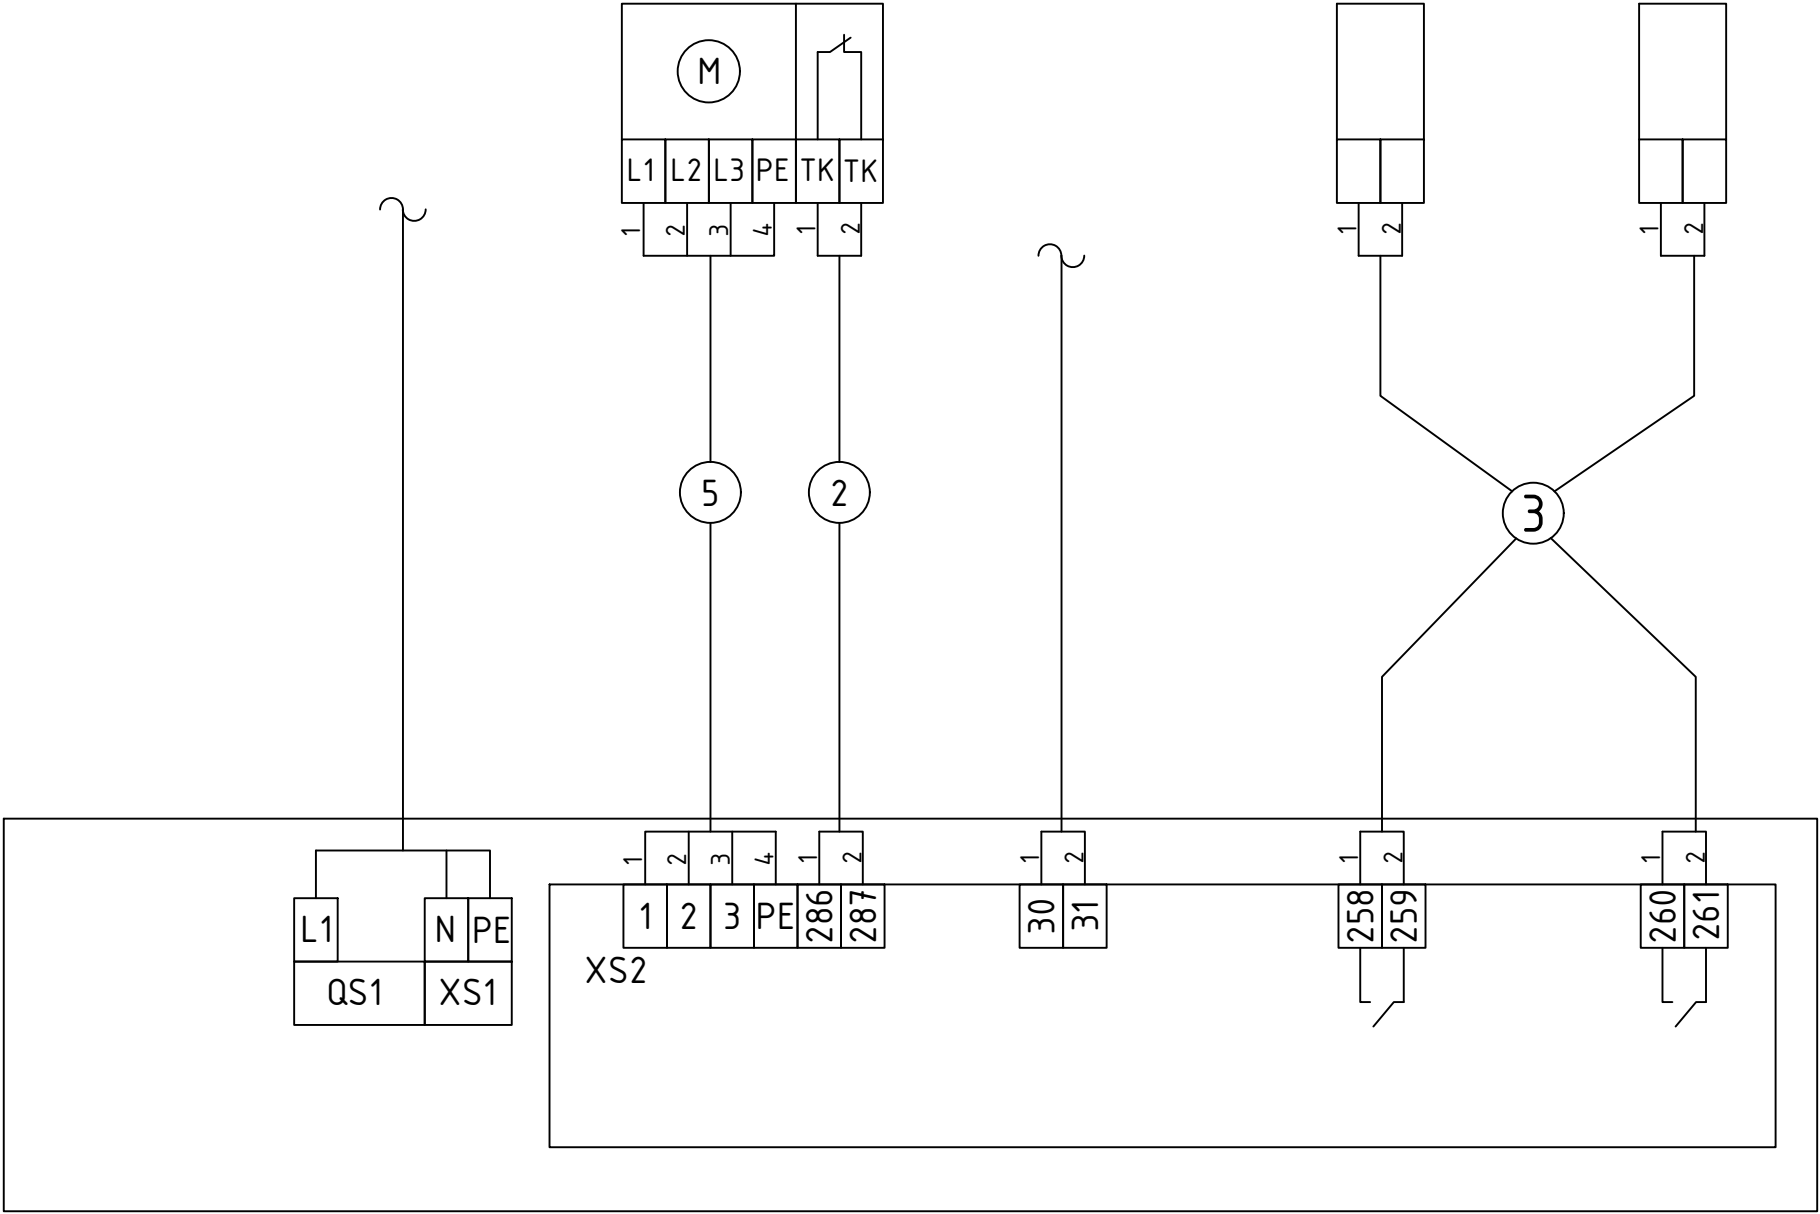 M
L1 L2 L3 PE TK TK
1 2 3 4 1 2 1 2 1 2
5 2 3
1 2 3 4 1 2 1 2 1 2 1 2
L1 N PE 1 2 3 PE 286 287 30 31 258 259 260 261
QS1 XS1 XS2